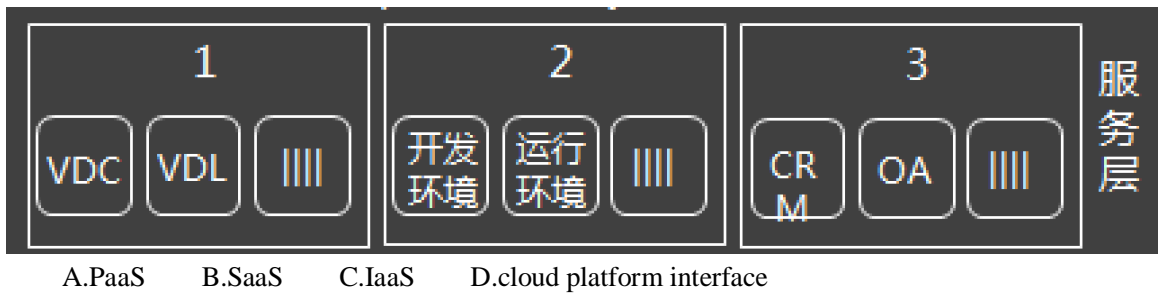 1
2
3
VDC
VDL
||||
开发
环境
运行
环境
||||
CR
M
OA
||||
服
务
层
A.PaaS B.SaaS C.IaaS D.cloud platform interface